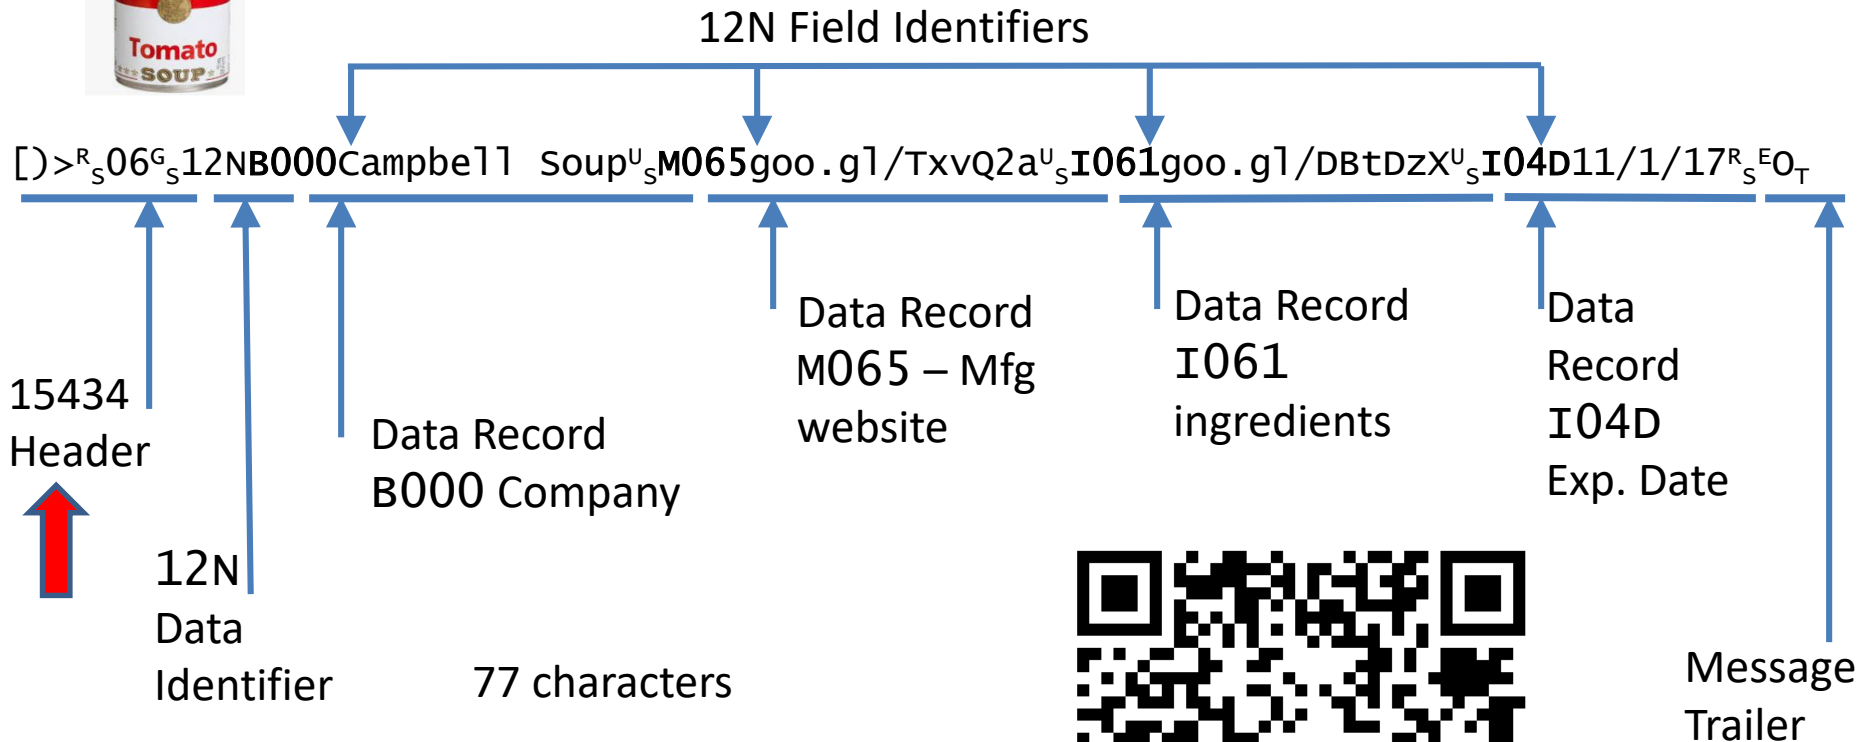 Tomato
SOUP
12N Field Identifiers
[)>ᴿₛ06ᴳₛ12NB000Campbell SoupᵁₛM065goo.gl/TxvQ2aᵁₛI061goo.gl/DBtDzXᵁₛI04D11/1/17ᴿₛᴱOₜ
15434
Header
12N
Data
Identifier
Data Record
B000 Company
77 characters
Data Record
M065 – Mfg
website
Data Record
I061
ingredients
Data
Record
I04D
Exp. Date
Message
Trailer